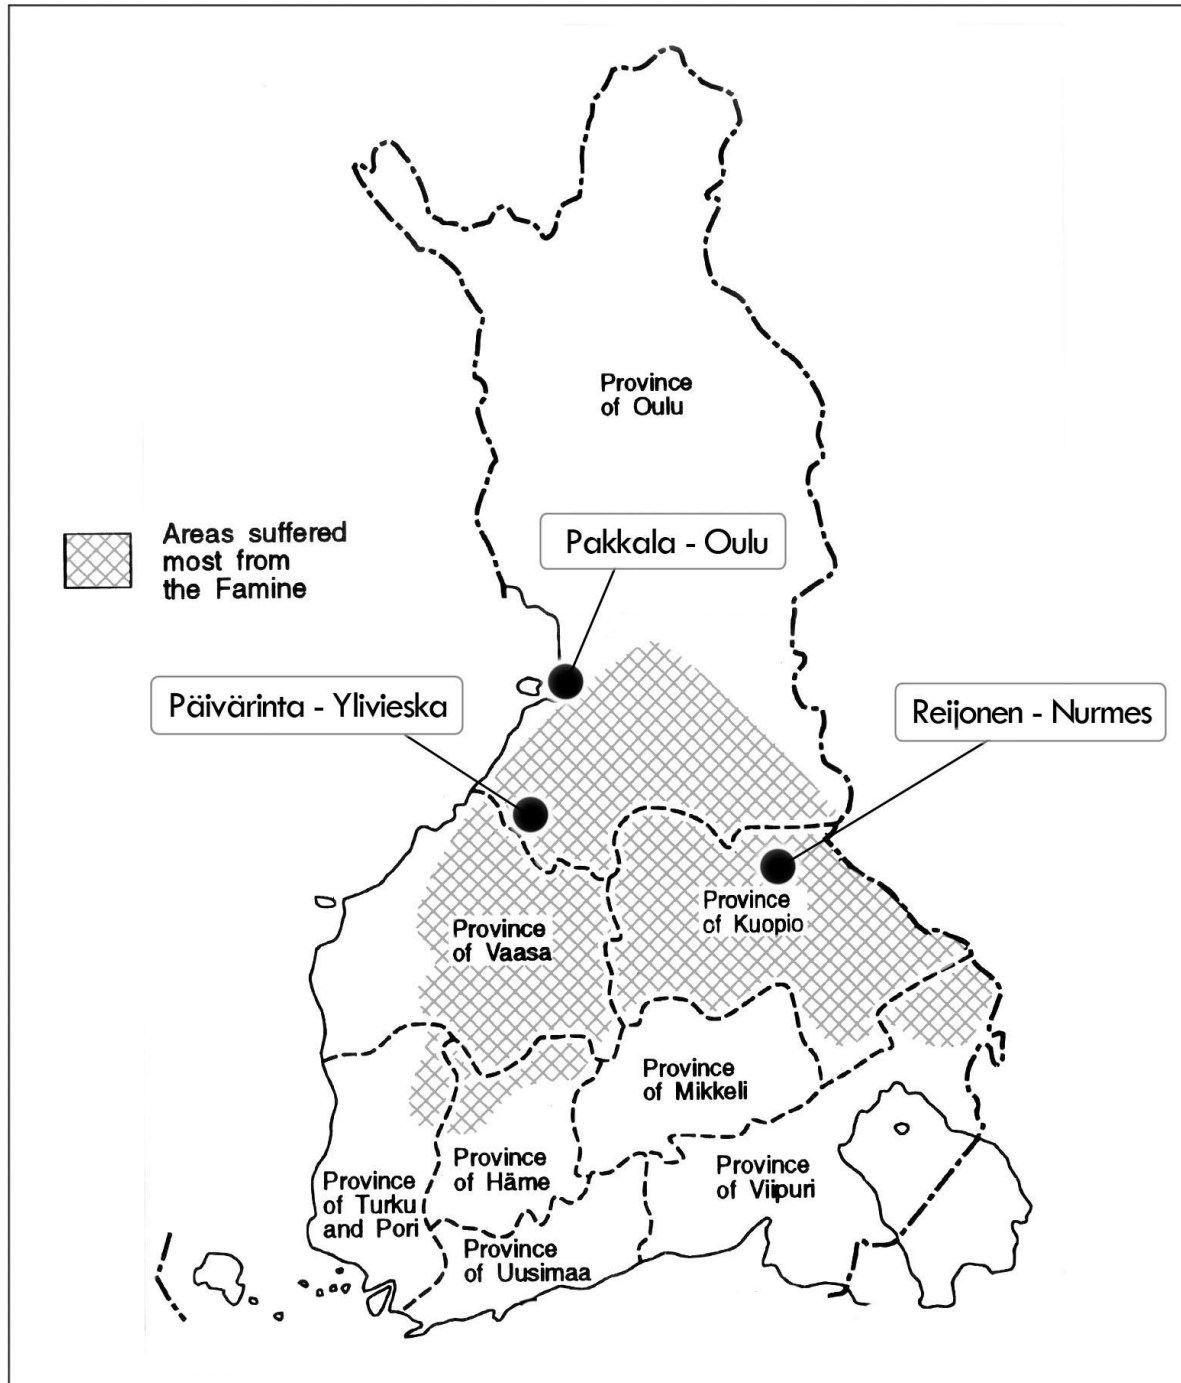 Province
of Oulu
Areas suffered
most from
the Famine
Pakkala - Oulu
Päivärinta - Ylivieska
Reijonen - Nurmes
Province
of Kuopio
Province
of Vaasa
Province
of Mikkeli
Province
of Häme
Province
of Viipuri
Province
of Turku
and Pori
Province
of Uusimaa